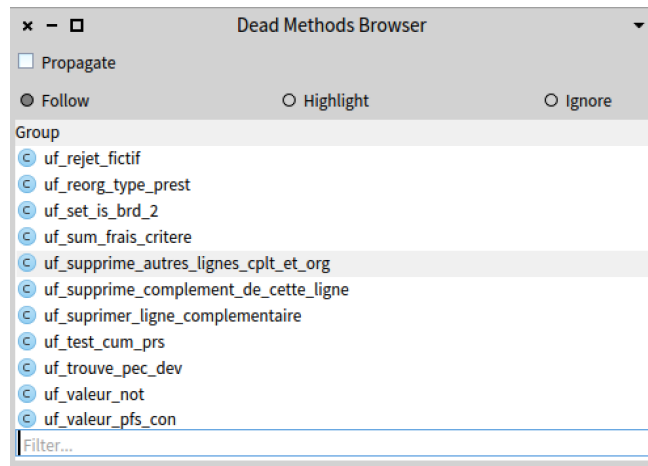 Dead Methods Browser
Propagate
Follow Highlight Ignore
Group
C uf_rejet_fictif
C uf_reorg_type_prest
C uf_set_is_brd_2
C uf_sum_frais_critere
C uf_supprime_autres_lignes_cplt_et_org
C uf_supprime_complement_de_cette_ligne
C uf_suprimer_ligne_complementaire
C uf_test_cum_prs
C uf_trouve_pec_dev
C uf_valeur_not
C uf_valeur_pfs_con
Filter...